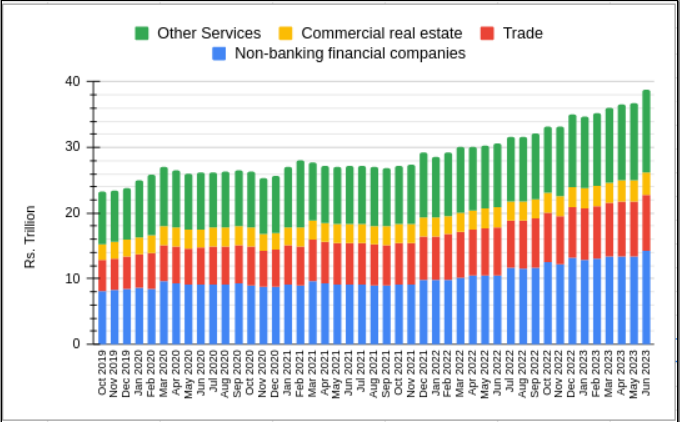 Other Services Commercial real estate Trade
Non-banking financial companies
40
30
20
10
0
Rs. Trillion
Oct 2019
Nov 2019
Dec 2019
Jan 2020
Feb 2020
Mar 2020
Apr 2020
May 2020
Jun 2020
Jul 2020
Aug 2020
Sep 2020
Oct 2020
Nov 2020
Dec 2020
Jan 2021
Feb 2021
Mar 2021
Apr 2021
May 2021
Jun 2021
Jul 2021
Aug 2021
Sep 2021
Oct 2021
Nov 2021
Dec 2021
Jan 2022
Feb 2022
Mar 2022
Apr 2022
May 2022
Jun 2022
Jul 2022
Aug 2022
Sep 2022
Oct 2022
Nov 2022
Dec 2022
Jan 2023
Feb 2023
Mar 2023
Apr 2023
May 2023
Jun 2023